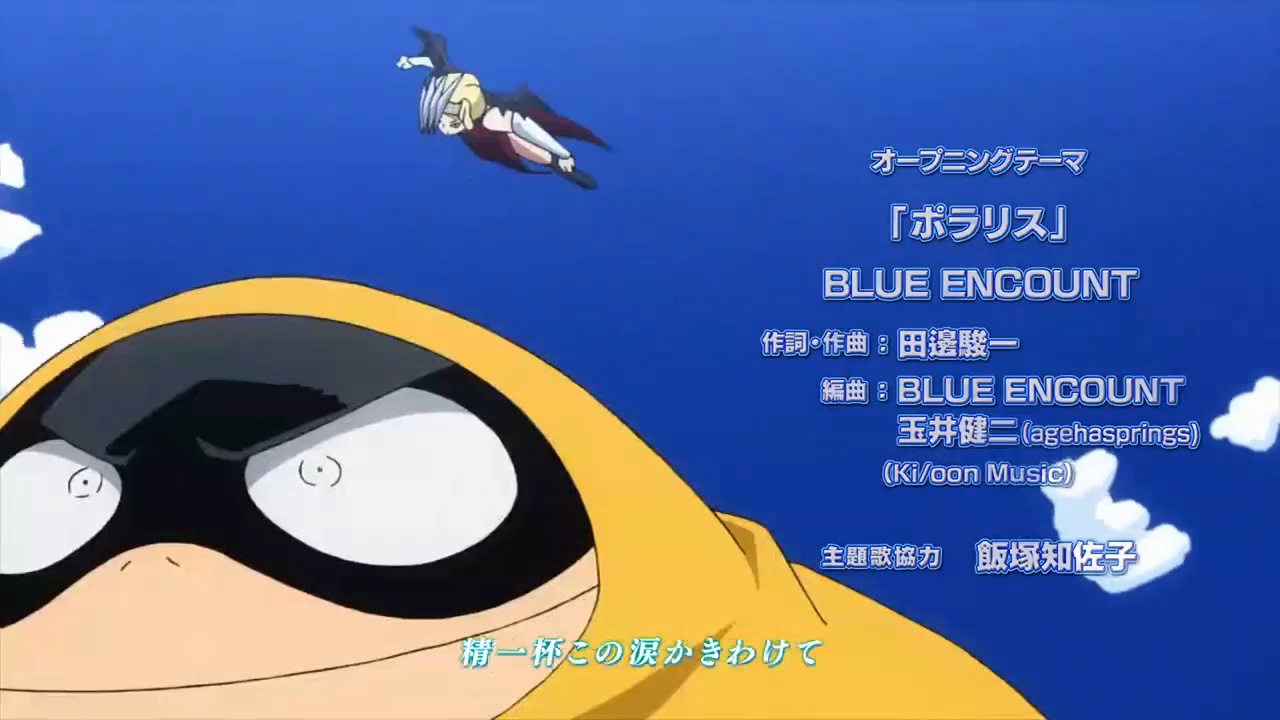 オープニングテーマ
「ポラリス」
BLUE ENCOUNT
作詞・作曲：田邊駿一
編曲：BLUE ENCOUNT
玉井健二(agehasprings)
(Ki/oon Music)
主題歌協力　飯塚知佐子
精一杯この涙かきわけて